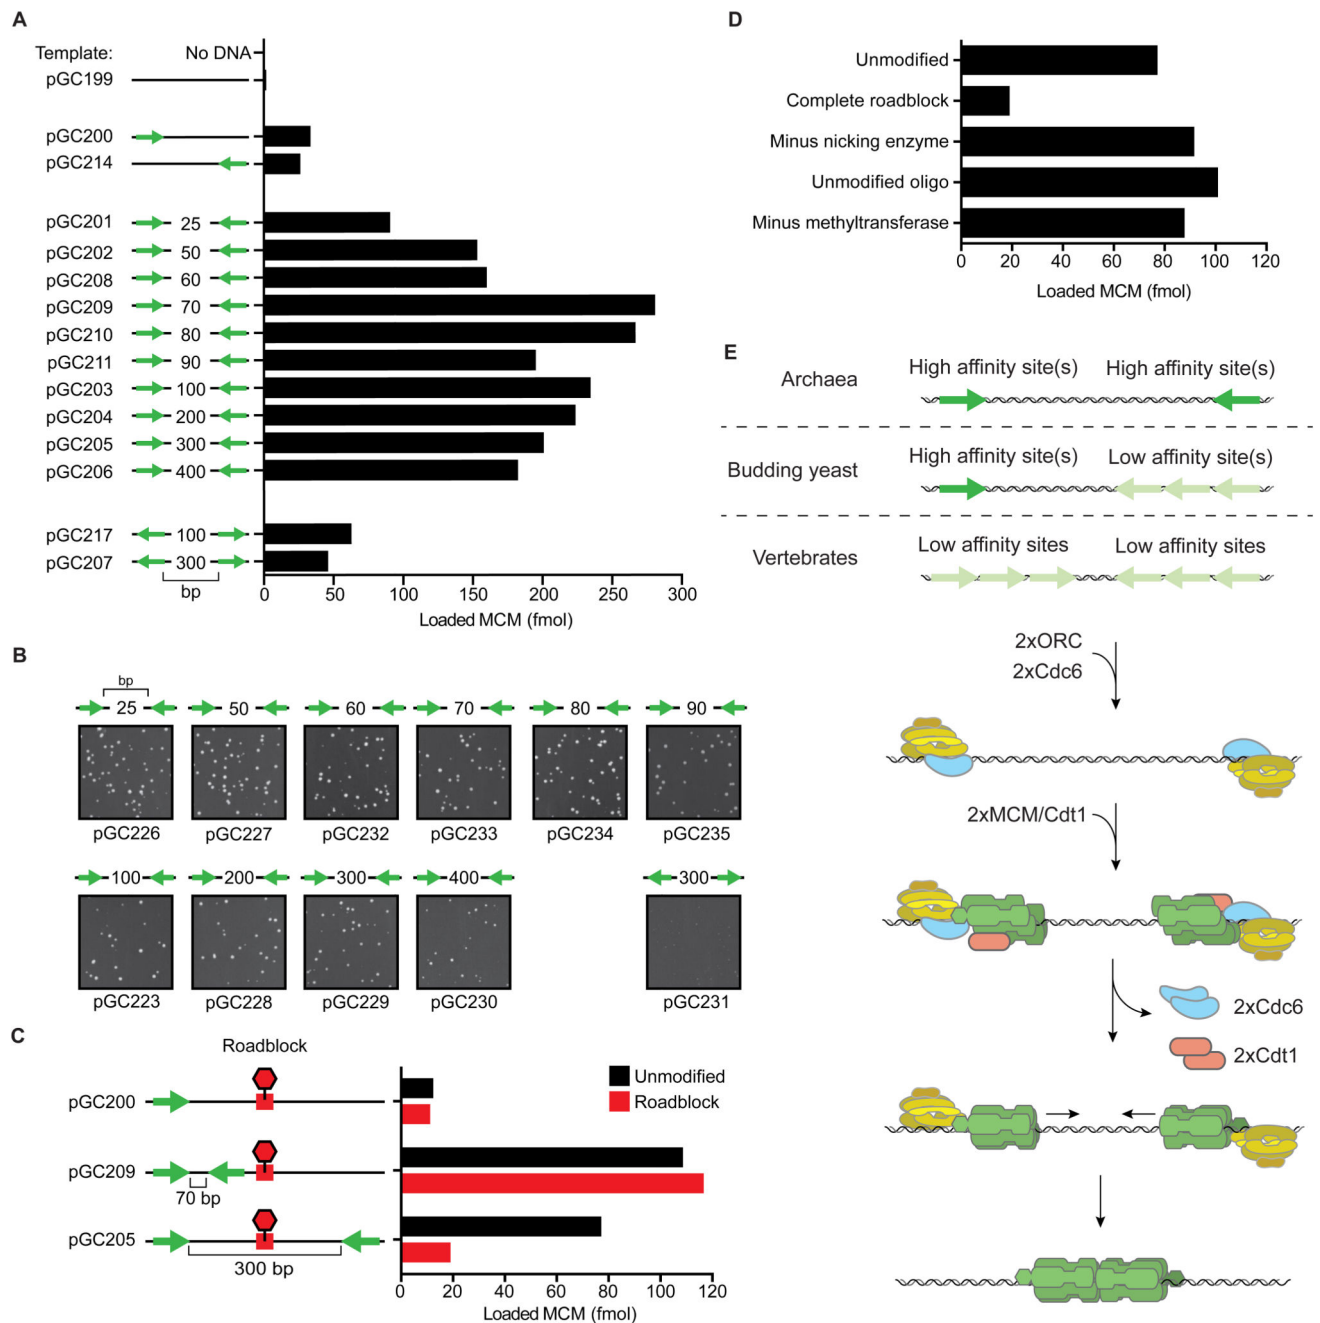 A
Template: No DNA
pGC199
pGC200
pGC214
pGC201 25
pGC202 50
pGC208 60
pGC209 70
pGC210 80
pGC211 90
pGC203 100
pGC204 200
pGC205 300
pGC206 400
pGC217 100
pGC207 300
bp
0 50 100 150 200 250 300
Loaded MCM (fmol)
B
bp
25 50 60 70 80 90
pGC226 pGC227 pGC232 pGC233 pGC234 pGC235
100 200 300 400 300
pGC223 pGC228 pGC229 pGC230 pGC231
C
Roadblock
Unmodified
Roadblock
pGC200
pGC209
70 bp
pGC205
300 bp
0 20 40 60 80 100 120
Loaded MCM (fmol)
D
Unmodified
Complete roadblock
Minus nicking enzyme
Unmodified oligo
Minus methyltransferase
0 20 40 60 80 100 120
Loaded MCM (fmol)
E
Archaea
High affinity site(s) High affinity site(s)
Budding yeast
High affinity site(s) Low affinity site(s)
Vertebrates
Low affinity sites Low affinity sites
2xORC
2xCdc6
2xMCM/Cdt1
2xCdc6
2xCdt1